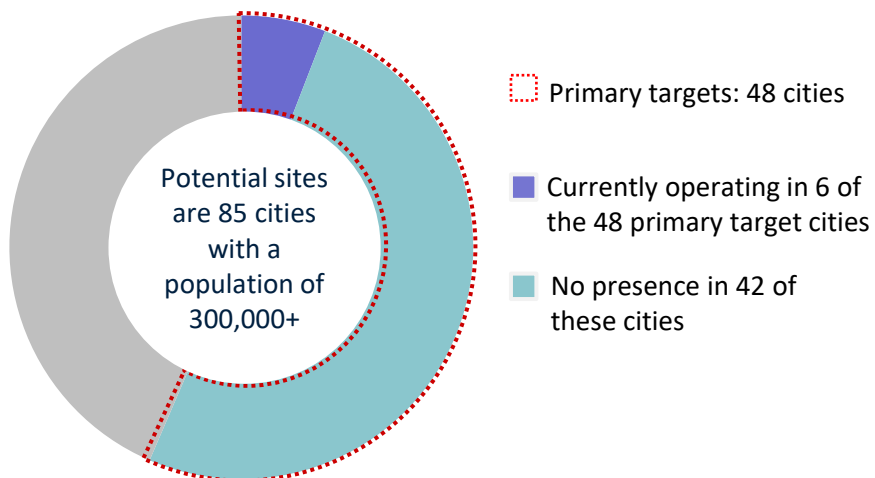 Potential sites
are 85 cities
with a
population of
300,000+
Primary targets: 48 cities
Currently operating in 6 of
the 48 primary target cities
No presence in 42 of
these cities